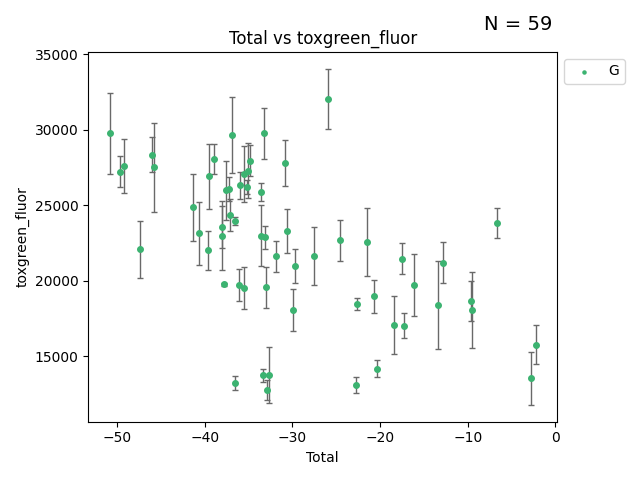 N = 59
Total vs toxgreen_fluor
G
35000
30000
25000
20000
15000
toxgreen_fluor
−50
−40
−30
−20
−10
0
Total